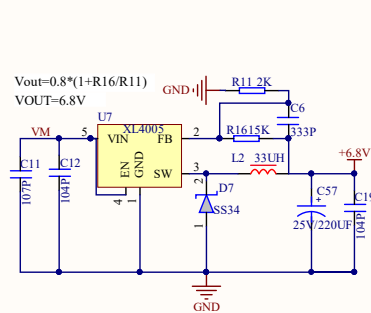 R11 2K
GND
Vout=0.8*(1+R16/R11)
VOUT=6.8V
U7
C6
333P
VM
5
XL4005
VIN
FB
2
R1615K
+6.8V
C11
107P
C12
104P
EN
GND
SW
3
L2
33UH
4
1
2
D7
SS34
1
C57
+
25V/220UF
C19
104P
GND